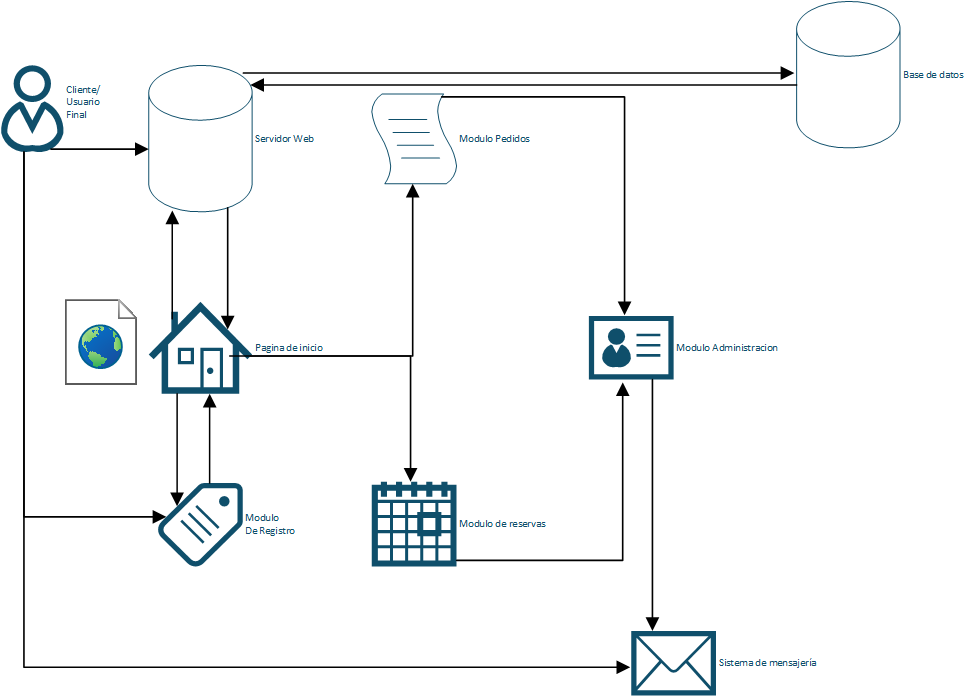 Base de datos
Cliente/
Usuario
Final
Servidor Web
Modulo Pedidos
Pagina de inicio
Modulo Administracion
Modulo
De Registro
Modulo de reservas
Sistema de mensajería